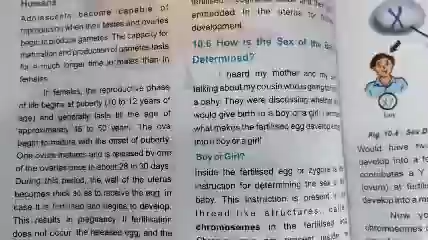 Humans
Adolescents become capable of
reproduction when their testes and ovaries
begin to produce gametes. The capacity for
maturation and production of gametes lasts
for a much longer time in males than in
females.
In females, the reproductive phase
of life begins at puberty (10 to 12 years of
age) and generally lasts till the age of
approximately 45 to 50 years. The ova
begin to mature with the onset of puberty.
One ovum matures and is released by one
of the ovaries once in about 28 to 30 days.
During this period, the wall of the uterus
becomes thick so as to receive the egg, in
case it is fertilised and begins to develop.
This results in pregnancy. If fertilisation
does not occur, the released egg, and the
embedded in the uterus for
development.
10.6 How is the Sex of the
Determined?
I heard my mother and my
talking about my cousin who is going to
a baby. They were discussing whether
would give birth to a boy or a girl. I
what makes the fertilised egg develop
into a boy or a girl?
Boy or Girl?
Inside the fertilised egg or zygote is
instruction for determining the sex
baby. This instruction is present
thread like structures,
chromosomes in the fertilised
are present inside
X
boy
Fig. 10.4 : Sex D
Would have two
develop into a
contributes a Y
(ovum) at fertil
develop into a m
Now yo
chromosomes